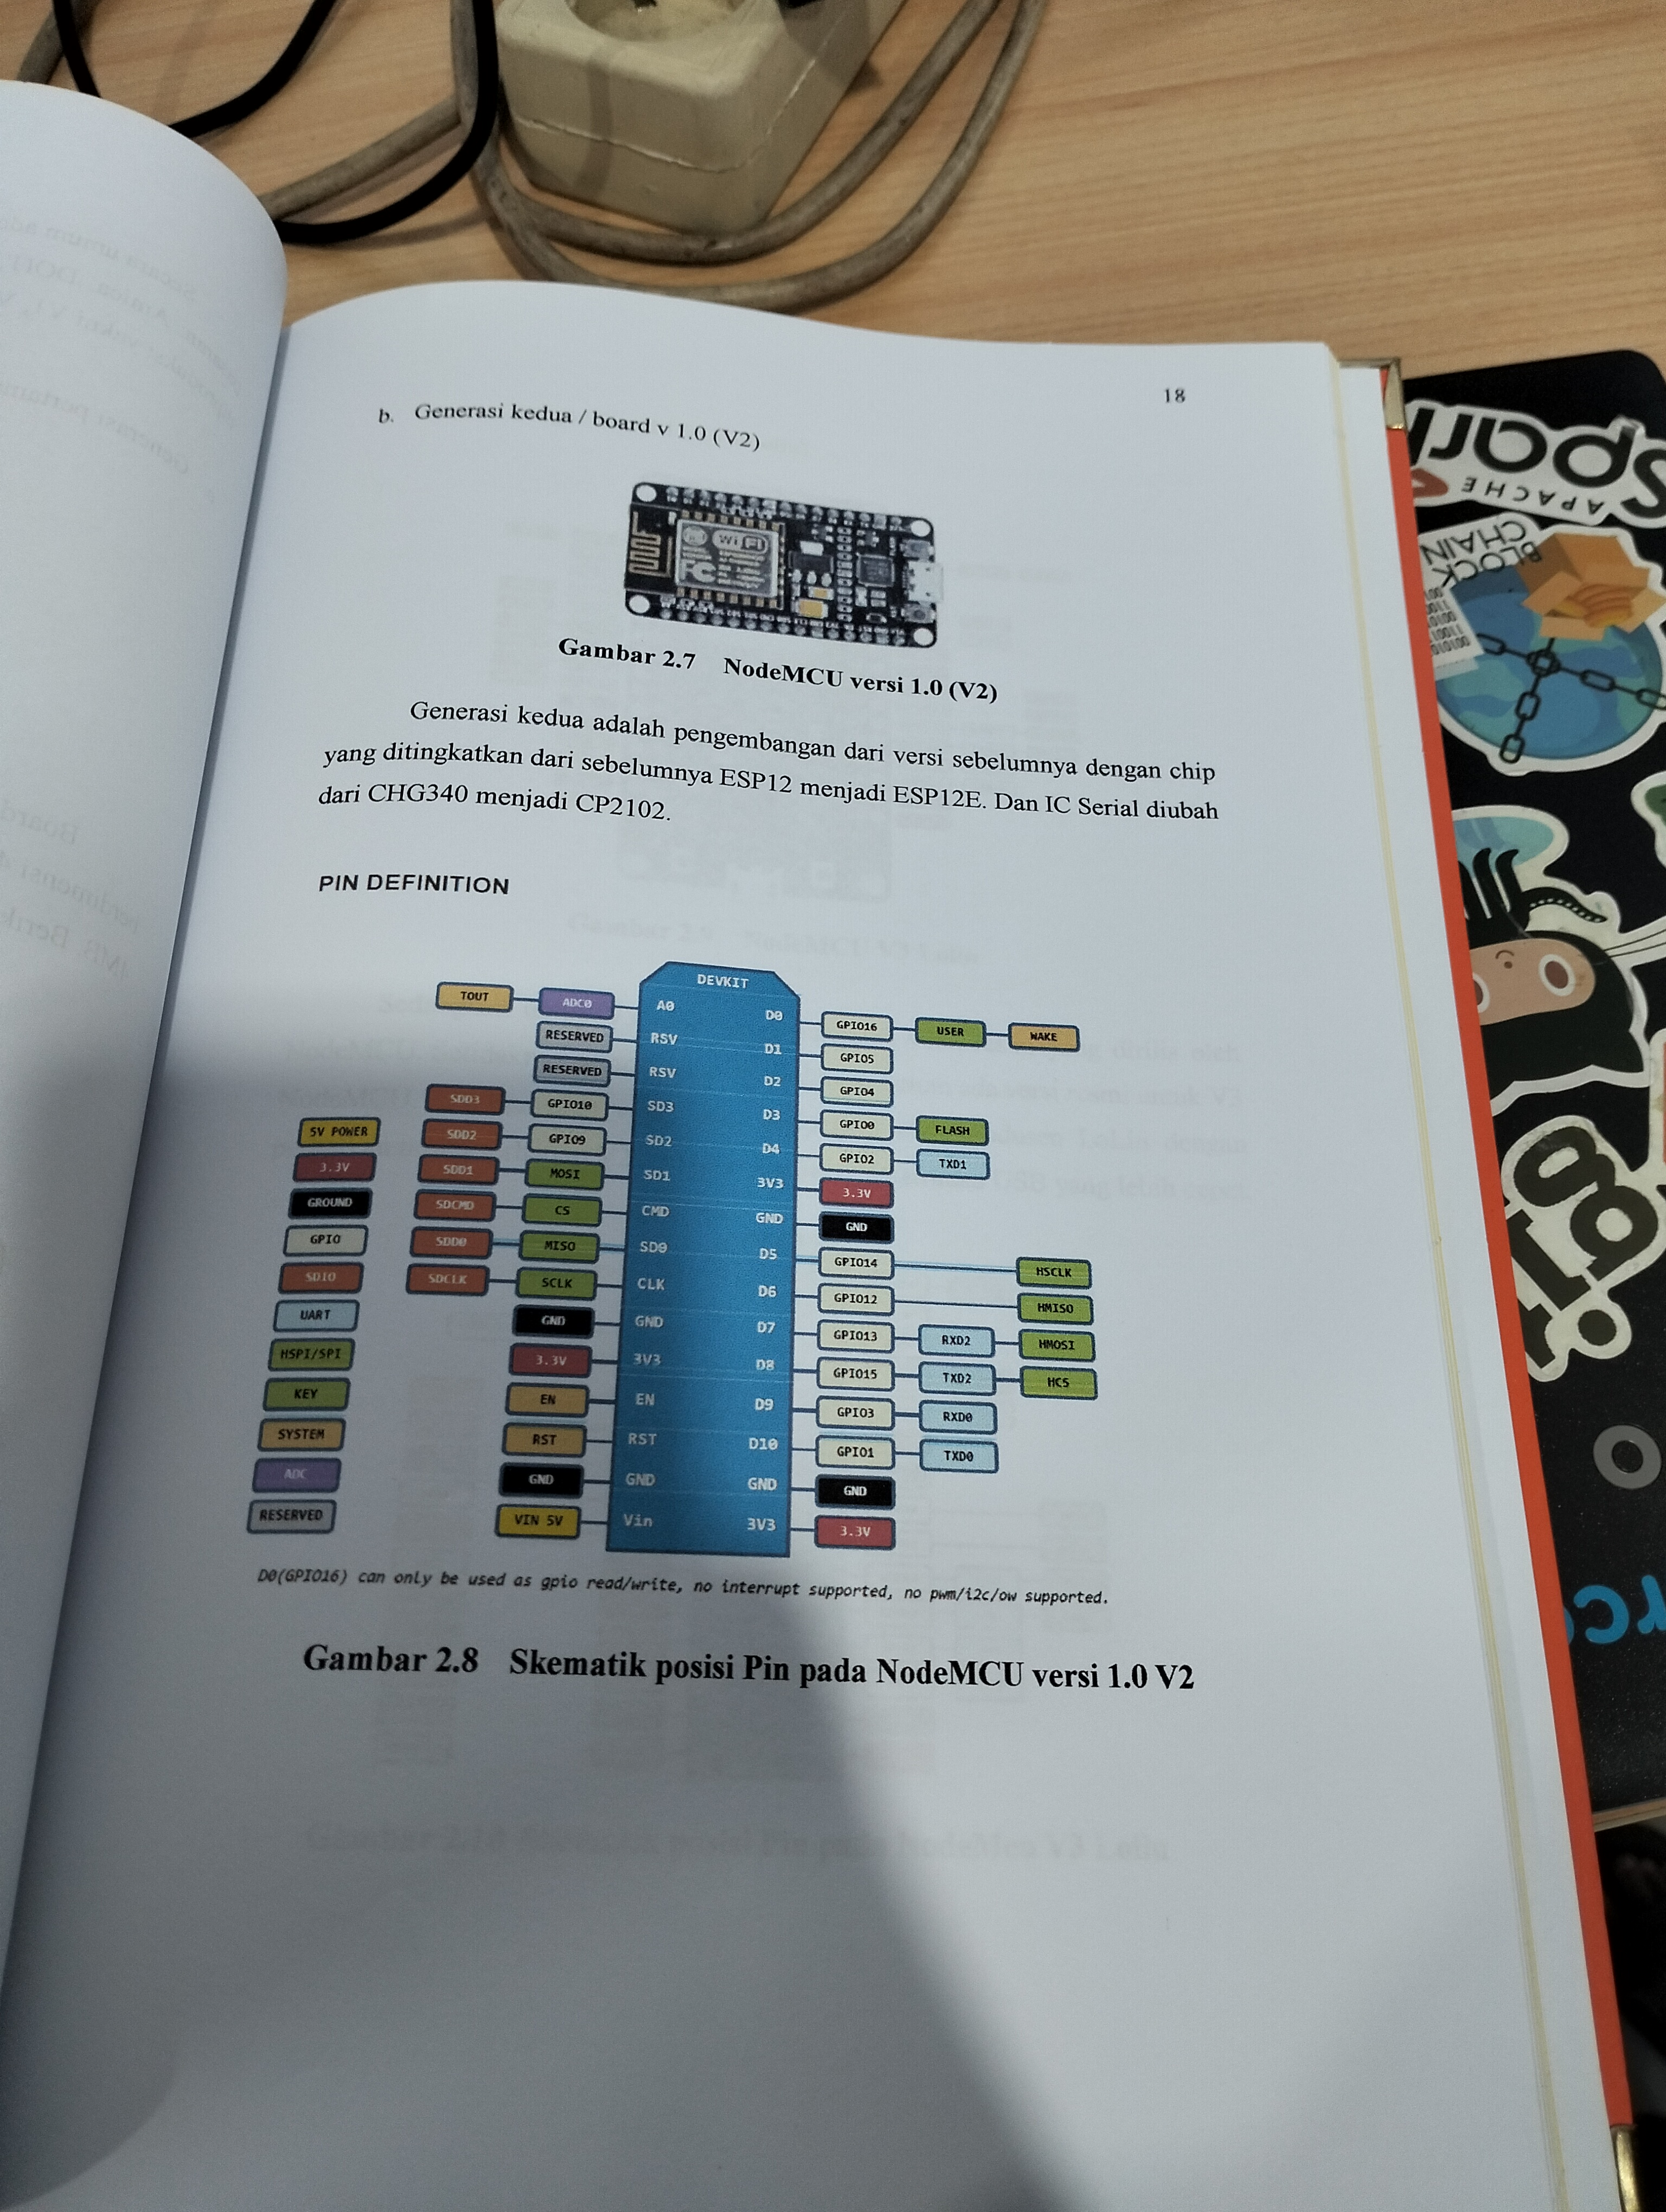 18
b. Generasi kedua / board v 1.0 (V2)
WiFi
FC
Gambar 2.7 NodeMCU versi 1.0 (V2)
Generasi kedua adalah pengembangan dari versi sebelumnya dengan chip
yang ditingkatkan dari sebelumnya ESP12 menjadi ESP12E. Dan IC Serial diubah
dari CHG340 menjadi CP2102.
PIN DEFINITION
DEVKIT
TOUT ADC0 A0 D0 GPIO16 USER WAKE
RESERVED RSV D1 GPIO5
RESERVED RSV D2 GPIO4
SDD3 GPIO10 SD3 D3 GPIO0 FLASH
SDD2 GPIO9 SD2 D4 GPIO2 TXD1
SDD1 MOSI SD1 3V3 3.3V
SDCMD CS CMD GND GND
SDD0 MISO SD0 D5 GPIO14 HSCLK
SDCLK SCLK CLK D6 GPIO12 HMISO
GND GND D7 GPIO13 RXD2 HMOSI
3.3V 3V3 D8 GPIO15 TXD2 HCS
EN EN D9 GPIO3 RXD0
RST RST D10 GPIO1 TXD0
GND GND GND GND
VIN 5V Vin 3V3 3.3V
5V POWER
3.3V
GROUND
GPIO
SDIO
UART
HSPI/SPI
KEY
SYSTEM
ADC
RESERVED
D0(GPIO16) can only be used as gpio read/write, no interrupt supported, no pwm/i2c/ow supported.
Gambar 2.8 Skematik posisi Pin pada NodeMCU versi 1.0 V2
APACHE
Spark
BLOCK
CHAIN
git